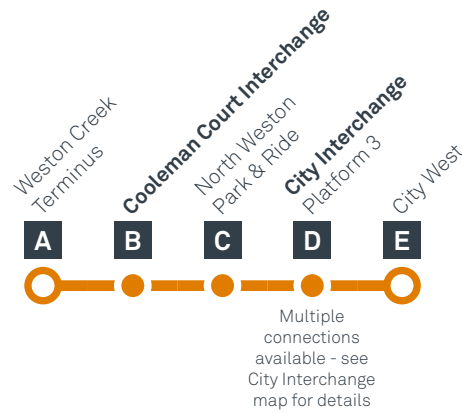 Weston Creek
Terminus
Cooleman Court Interchange
North Weston
Park & Ride
City Interchange
Platform 3
City West
A
B
C
D
E
Multiple
connections
available - see
City Interchange
map for details